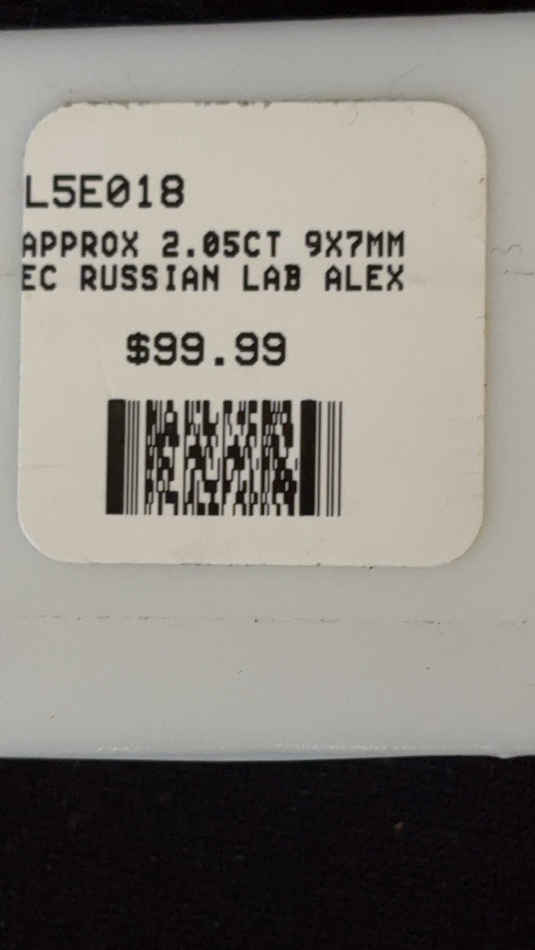 L5E018
APPROX 2.05CT 9X7MM
EC RUSSIAN LAB ALEX
$99.99